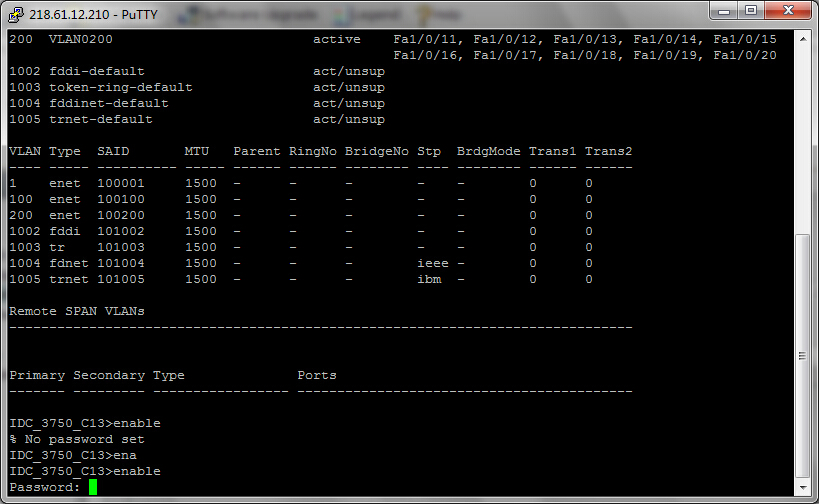 218.61.12.210 - PuTTY
200  VLAN0200                         active    Fa1/0/11, Fa1/0/12, Fa1/0/13, Fa1/0/14, Fa1/0/15
                                                Fa1/0/16, Fa1/0/17, Fa1/0/18, Fa1/0/19, Fa1/0/20
1002 fddi-default                     act/unsup
1003 token-ring-default               act/unsup
1004 fddinet-default                  act/unsup
1005 trnet-default                    act/unsup
VLAN Type  SAID       MTU   Parent RingNo BridgeNo Stp  BrdgMode Trans1 Trans2
---- ----- ---------- ----- ------ ------ -------- ---- -------- ------ ------
1    enet  100001     1500  -      -      -        -    -        0      0
100  enet  100100     1500  -      -      -        -    -        0      0
200  enet  100200     1500  -      -      -        -    -        0      0
1002 fddi  101002     1500  -      -      -        -    -        0      0
1003 tr    101003     1500  -      -      -        -    -        0      0
1004 fdnet 101004     1500  -      -      -        ieee -        0      0
1005 trnet 101005     1500  -      -      -        ibm  -        0      0
Remote SPAN VLANs
------------------------------------------------------------------------------
Primary Secondary Type              Ports
------- --------- ----------------- ------------------------------------------
IDC_3750_C13>enable
% No password set
IDC_3750_C13>ena
IDC_3750_C13>enable
Password: